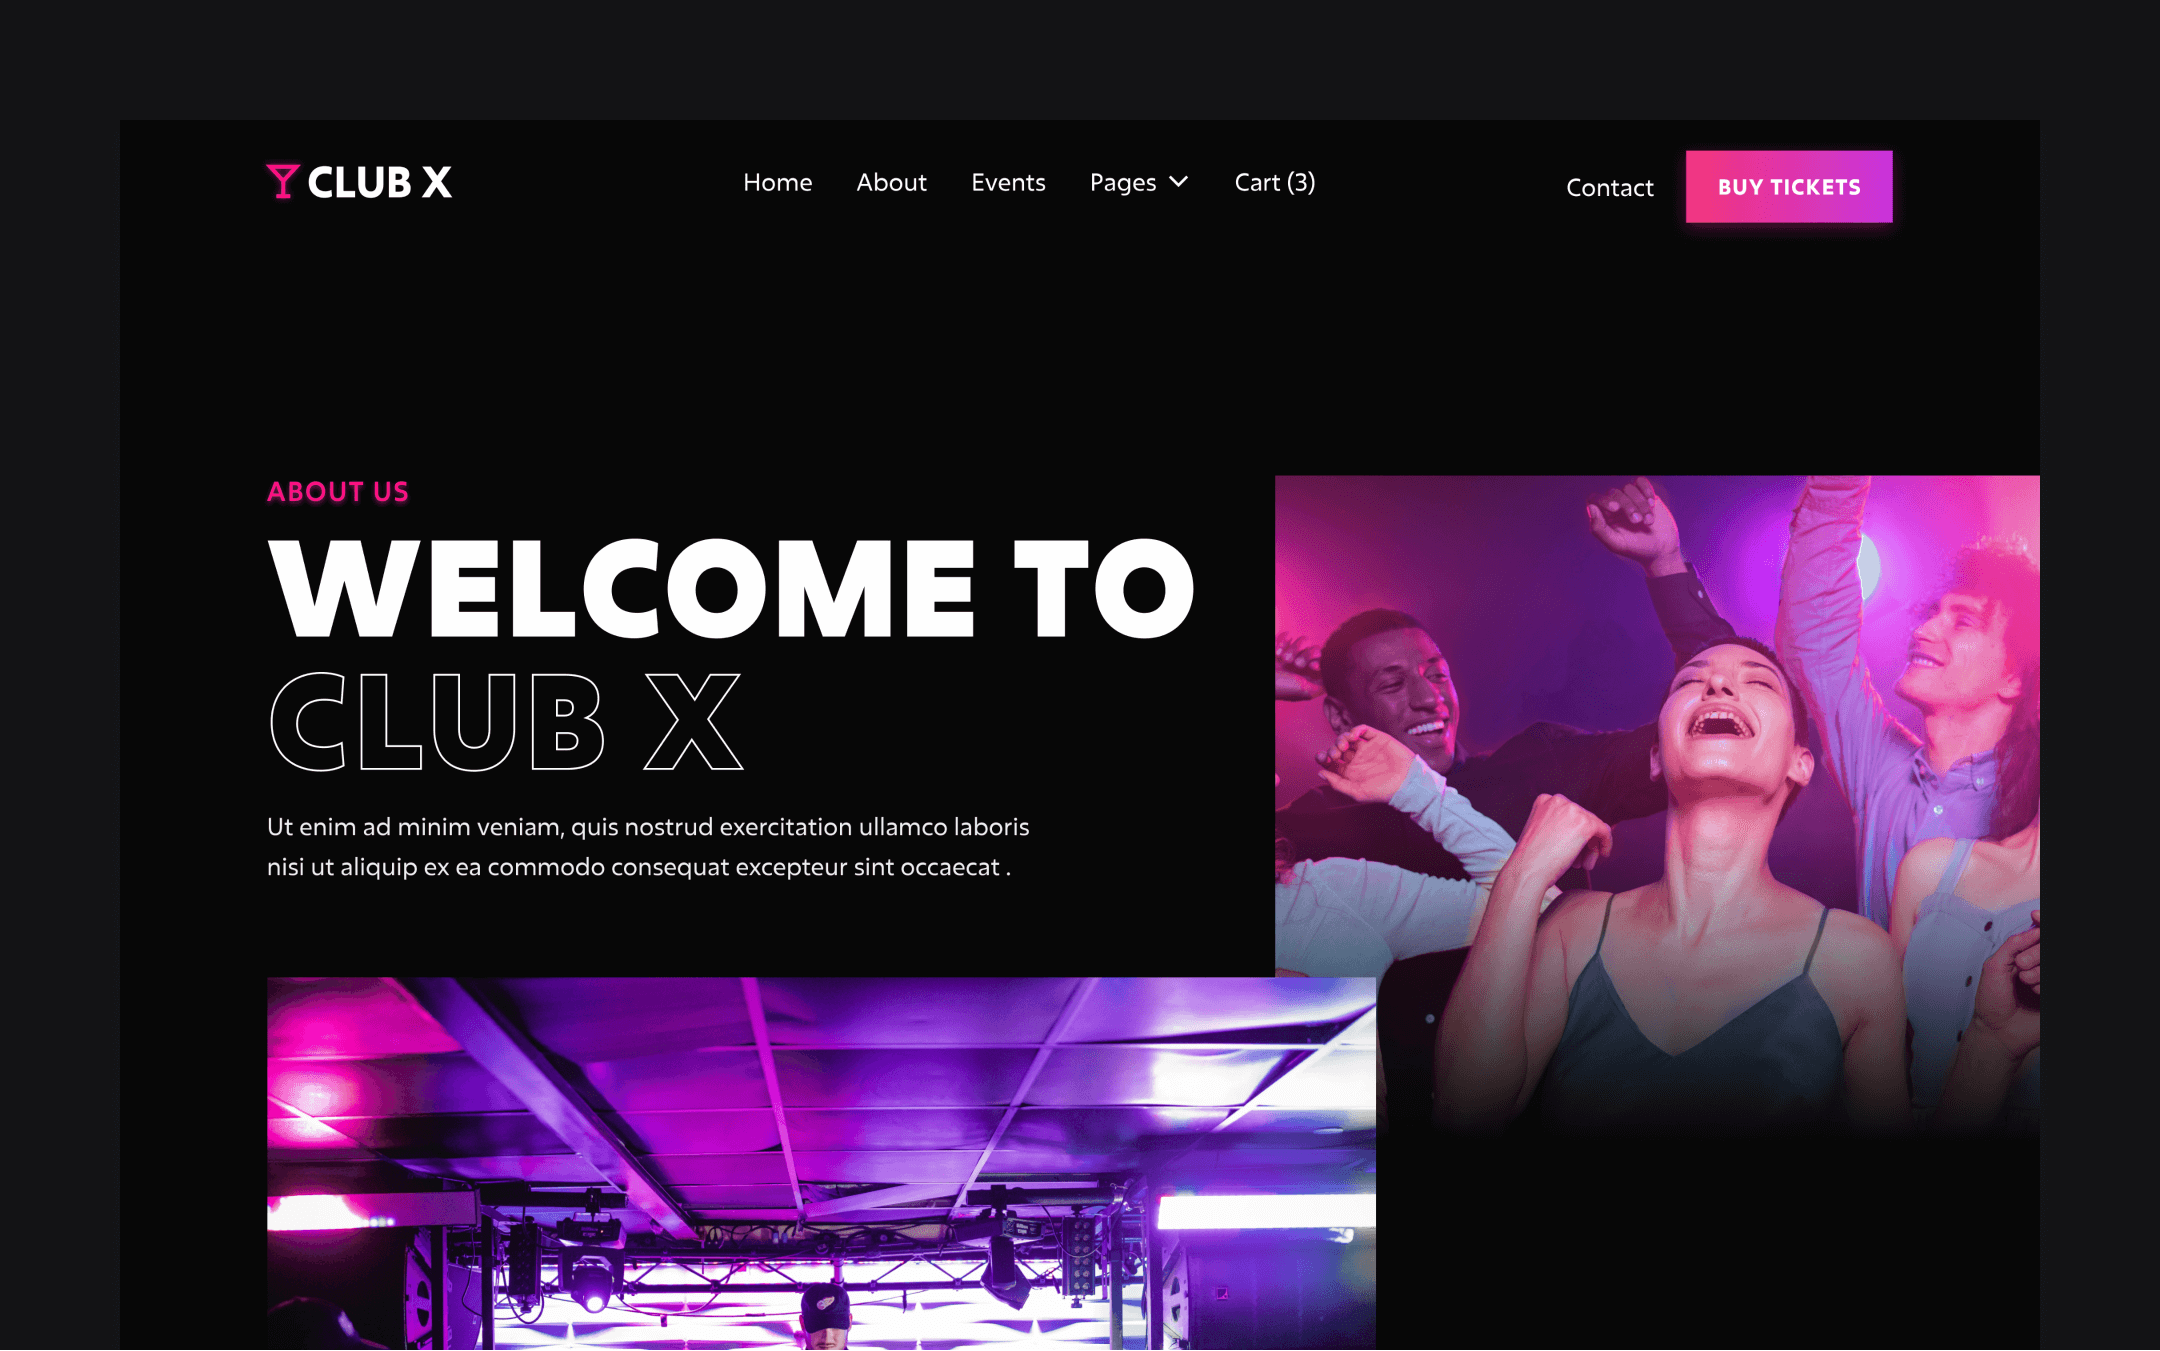 CLUB X
Home About Events Pages Cart (3) Contact BUY TICKETS
ABOUT US
WELCOME TO
CLUB X
Ut enim ad minim veniam, quis nostrud exercitation ullamco laboris
nisi ut aliquip ex ea commodo consequat excepteur sint occaecat .